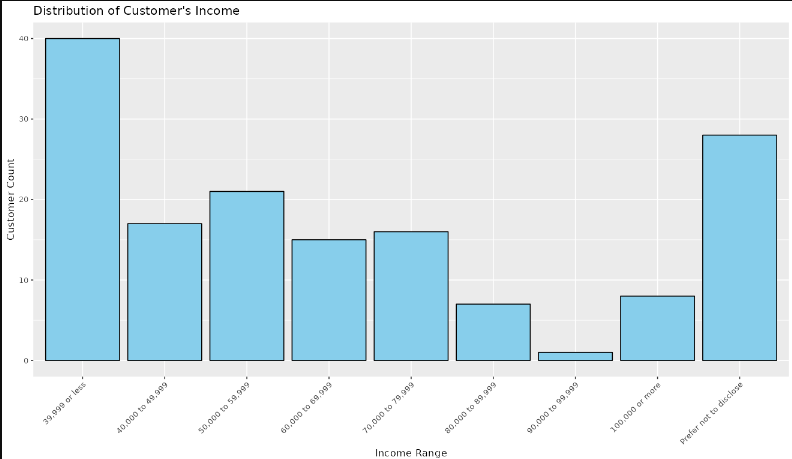 Distribution of Customer's Income
Customer Count
40
30
20
10
0
39,999 or less
40,000 to 49,999
50,000 to 59,999
60,000 to 69,999
70,000 to 79,999
80,000 to 89,999
90,000 to 99,999
100,000 or more
Prefer not to disclose
Income Range